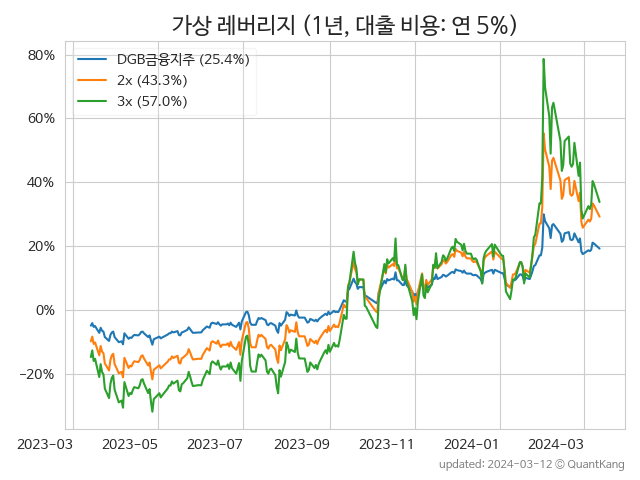 가상 레버리지 (1년, 대출 비용: 연 5%)
DGB금융지주 (25.4%)
2x (43.3%)
3x (57.0%)
80%
60%
40%
20%
0%
−20%
2023-03 2023-05 2023-07 2023-09 2023-11 2024-01 2024-03
updated: 2024-03-12 © QuantKang